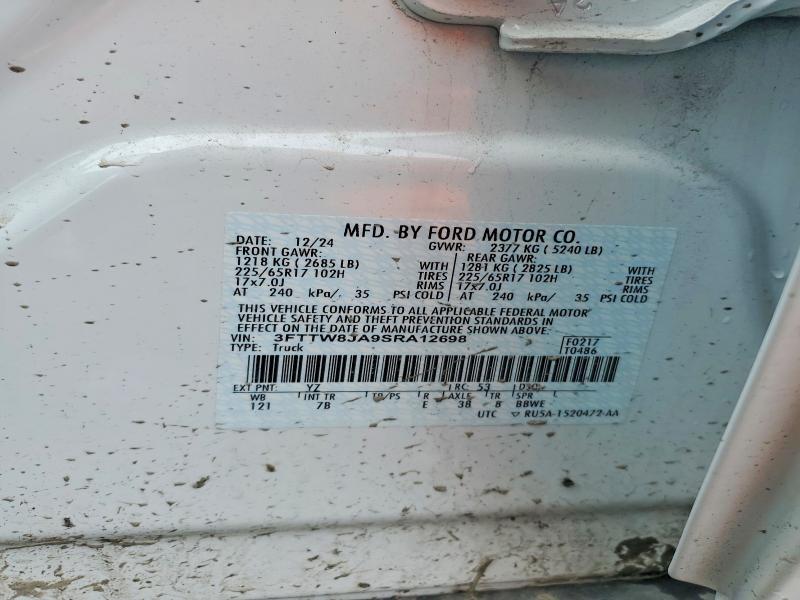 MFD. BY FORD MOTOR CO.
DATE: 12/24 GVWR: 2377 KG ( 5240 LB)
FRONT GAWR: REAR GAWR:
1218 KG ( 2685 LB) WITH 1281 KG ( 2825 LB) WITH
225/65R17 102H TIRES 225/65R17 102H TIRES
17x7.0J RIMS 17x7.0J RIMS
AT 240 kPa/ 35 PSI COLD AT 240 kPa/ 35 PSI COLD
THIS VEHICLE CONFORMS TO ALL APPLICABLE FEDERAL MOTOR
VEHICLE SAFETY AND THEFT PREVENTION STANDARDS IN
EFFECT ON THE DATE OF MANUFACTURE SHOWN ABOVE.
VIN: 3FTTW8JA9SRA12698 F0217
TYPE: Truck T0486
EXT PNT: YZ RC: 53 DSO:
WB INT TR TP/PS R AXLE TR SPR
121 7B E 38 8 BBWE
UTC RU5A-1520472-AA